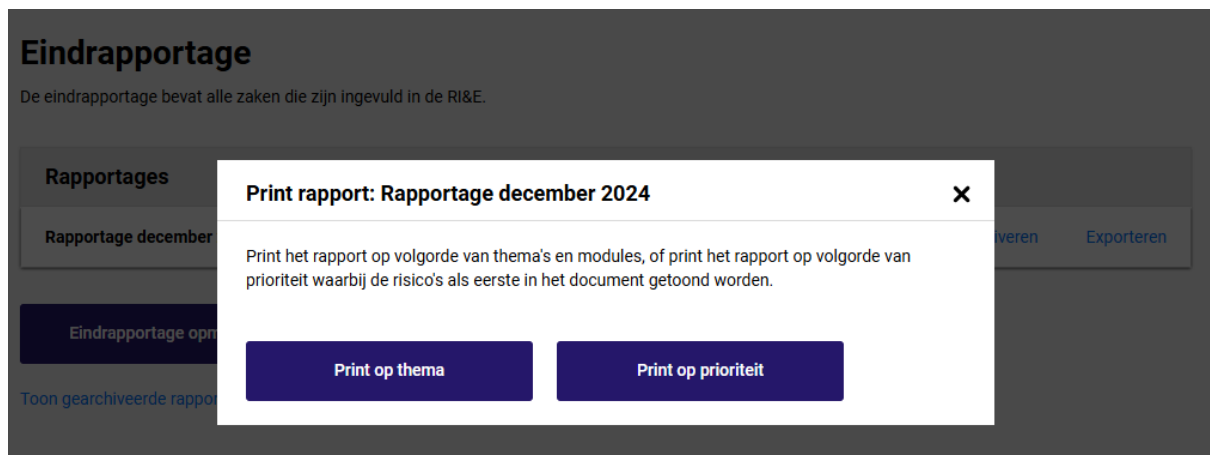 Eindrapportage
De eindrapportage bevat alle zaken die zijn ingevuld in de RI&E.
Rapportages
Print rapport: Rapportage december 2024
Rapportage december
iveren
Exporteren
Print het rapport op volgorde van thema's en modules, of print het rapport op volgorde van
prioriteit waarbij de risico's als eerste in het document getoond worden.
Eindrapportage opm
Print op thema
Print op prioriteit
Toon gearchiveerde rappor